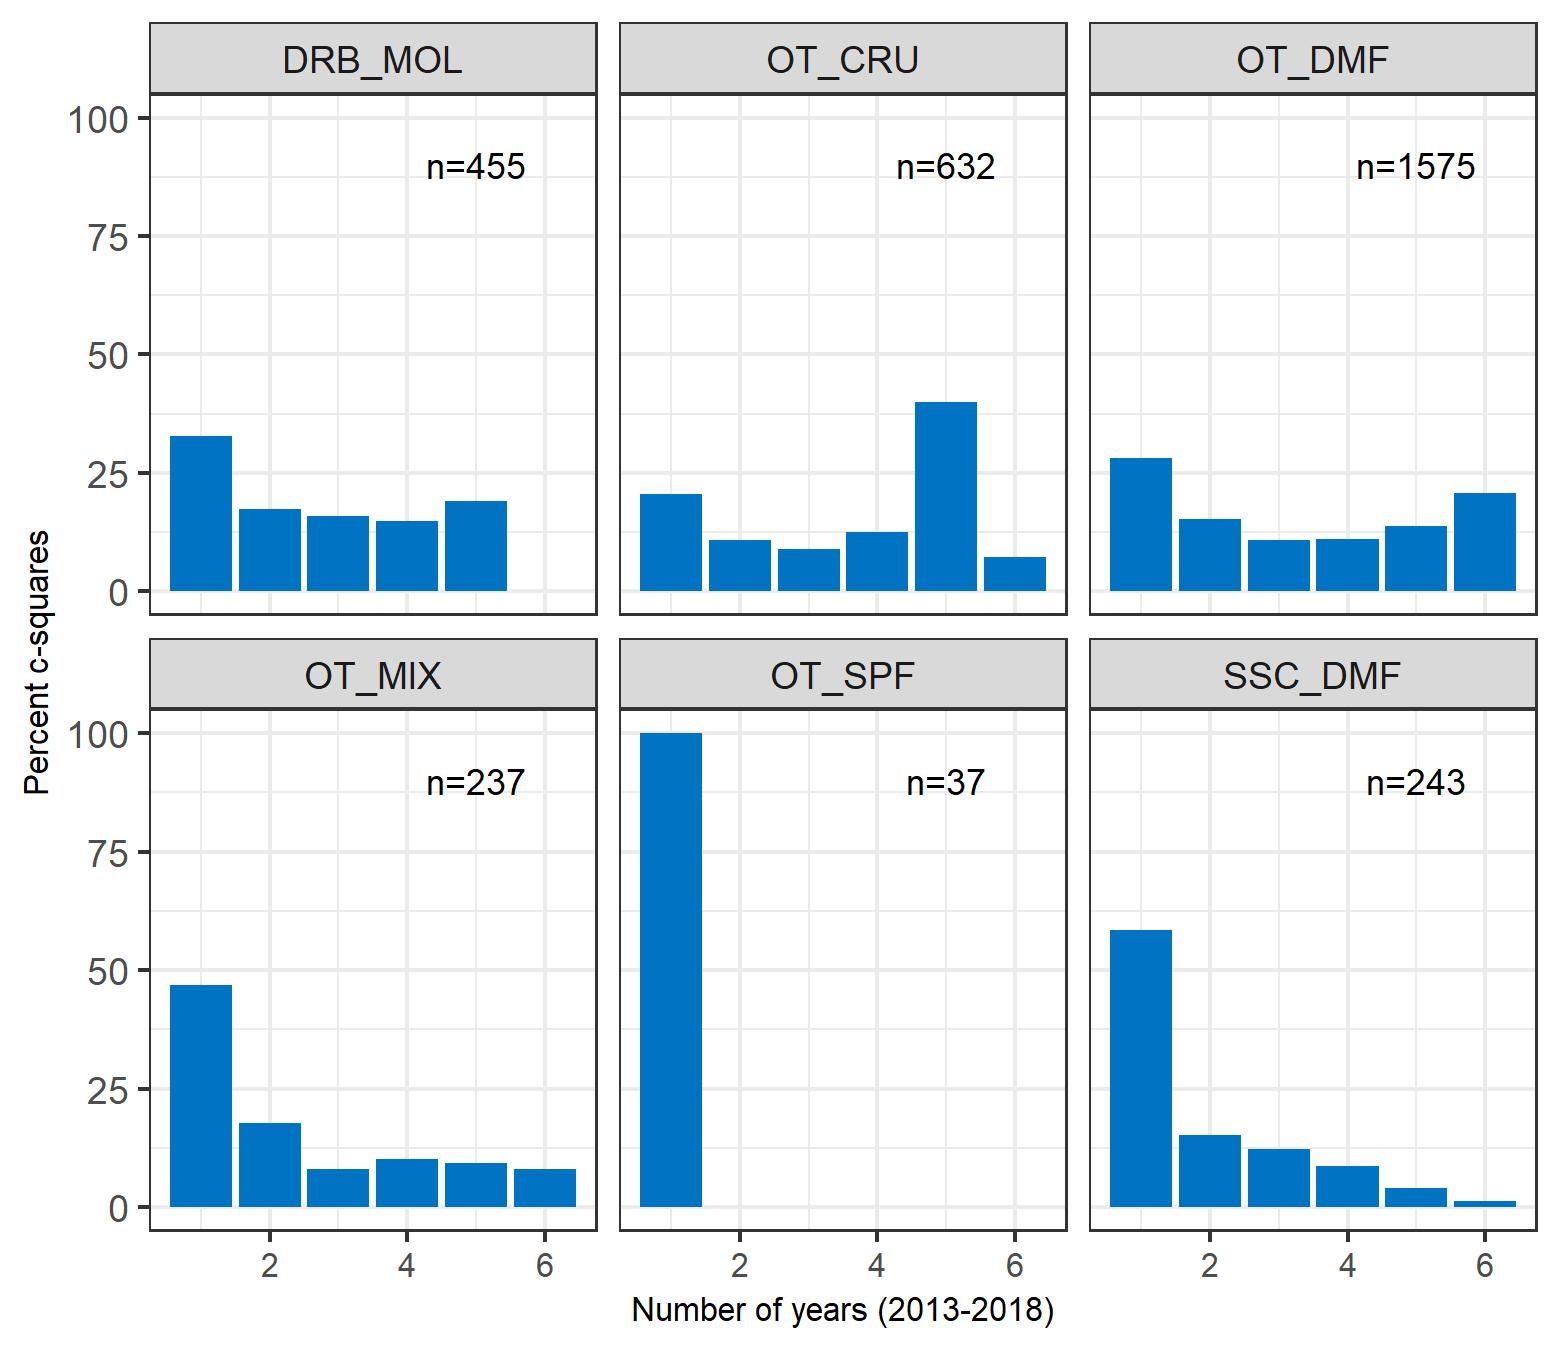 DRB_MOL
OT_CRU
OT_DMF
100
75
50
25
0
n=455
n=632
n=1575
OT_MIX
OT_SPF
SSC_DMF
100
75
50
25
0
n=237
n=37
n=243
2 4 6
2 4 6
2 4 6
Percent c-squares
Number of years (2013-2018)